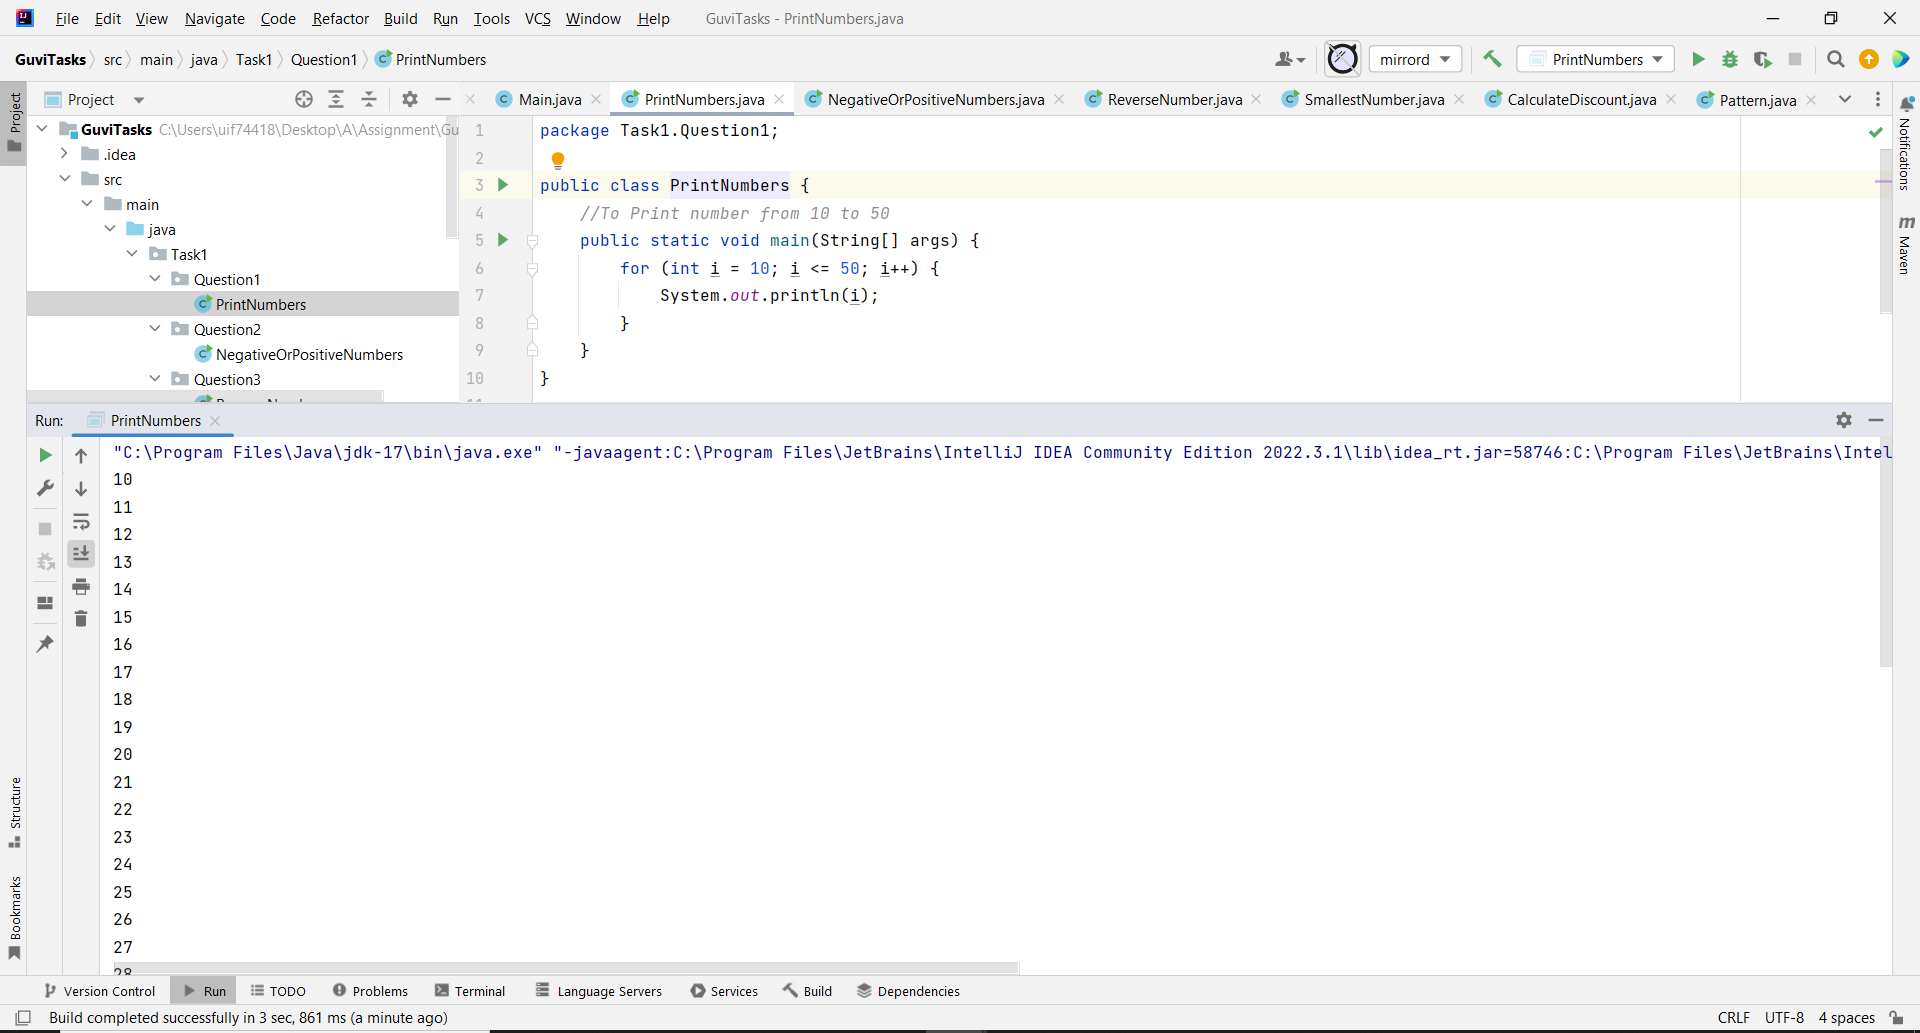 File Edit View Navigate Code Refactor Build Run Tools VCS Window Help GuviTasks - PrintNumbers.java
GuviTasks src main java Task1 Question1 PrintNumbers mirrord PrintNumbers
Project
Project
Main.java PrintNumbers.java NegativeOrPositiveNumbers.java ReverseNumber.java SmallestNumber.java CalculateDiscount.java Pattern.java
GuviTasks C:\Users\uif74418\Desktop\A\Assignment\Gu
.idea
src
main
java
Task1
Question1
PrintNumbers
Question2
NegativeOrPositiveNumbers
Question3
1 package Task1.Question1;
2
3 public class PrintNumbers {
4 //To Print number from 10 to 50
5 public static void main(String[] args) {
6 for (int i = 10; i <= 50; i++) {
7 System.out.println(i);
8 }
9 }
10 }
Notifications
Maven
Run: PrintNumbers
"C:\Program Files\Java\jdk-17\bin\java.exe" "-javaagent:C:\Program Files\JetBrains\IntelliJ IDEA Community Edition 2022.3.1\lib\idea_rt.jar=58746:C:\Program Files\JetBrains\Intel
10
11
12
13
14
15
16
17
18
19
20
21
22
23
24
25
26
27
28
Structure
Bookmarks
Version Control Run TODO Problems Terminal Language Servers Services Build Dependencies
Build completed successfully in 3 sec, 861 ms (a minute ago) CRLF UTF-8 4 spaces